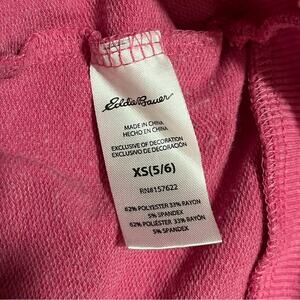 Eddie Bauer
MADE IN CHINA
HECHO EN CHINA
EXCLUSIVE OF DECORATION
EXCLUSIVO DE DECORACIÓN
XS(5/6)
RN#157622
62% POLYESTER 33% RAYON
5% SPANDEX
62% POLIÉSTER 33% RAYON
5% SPANDEX